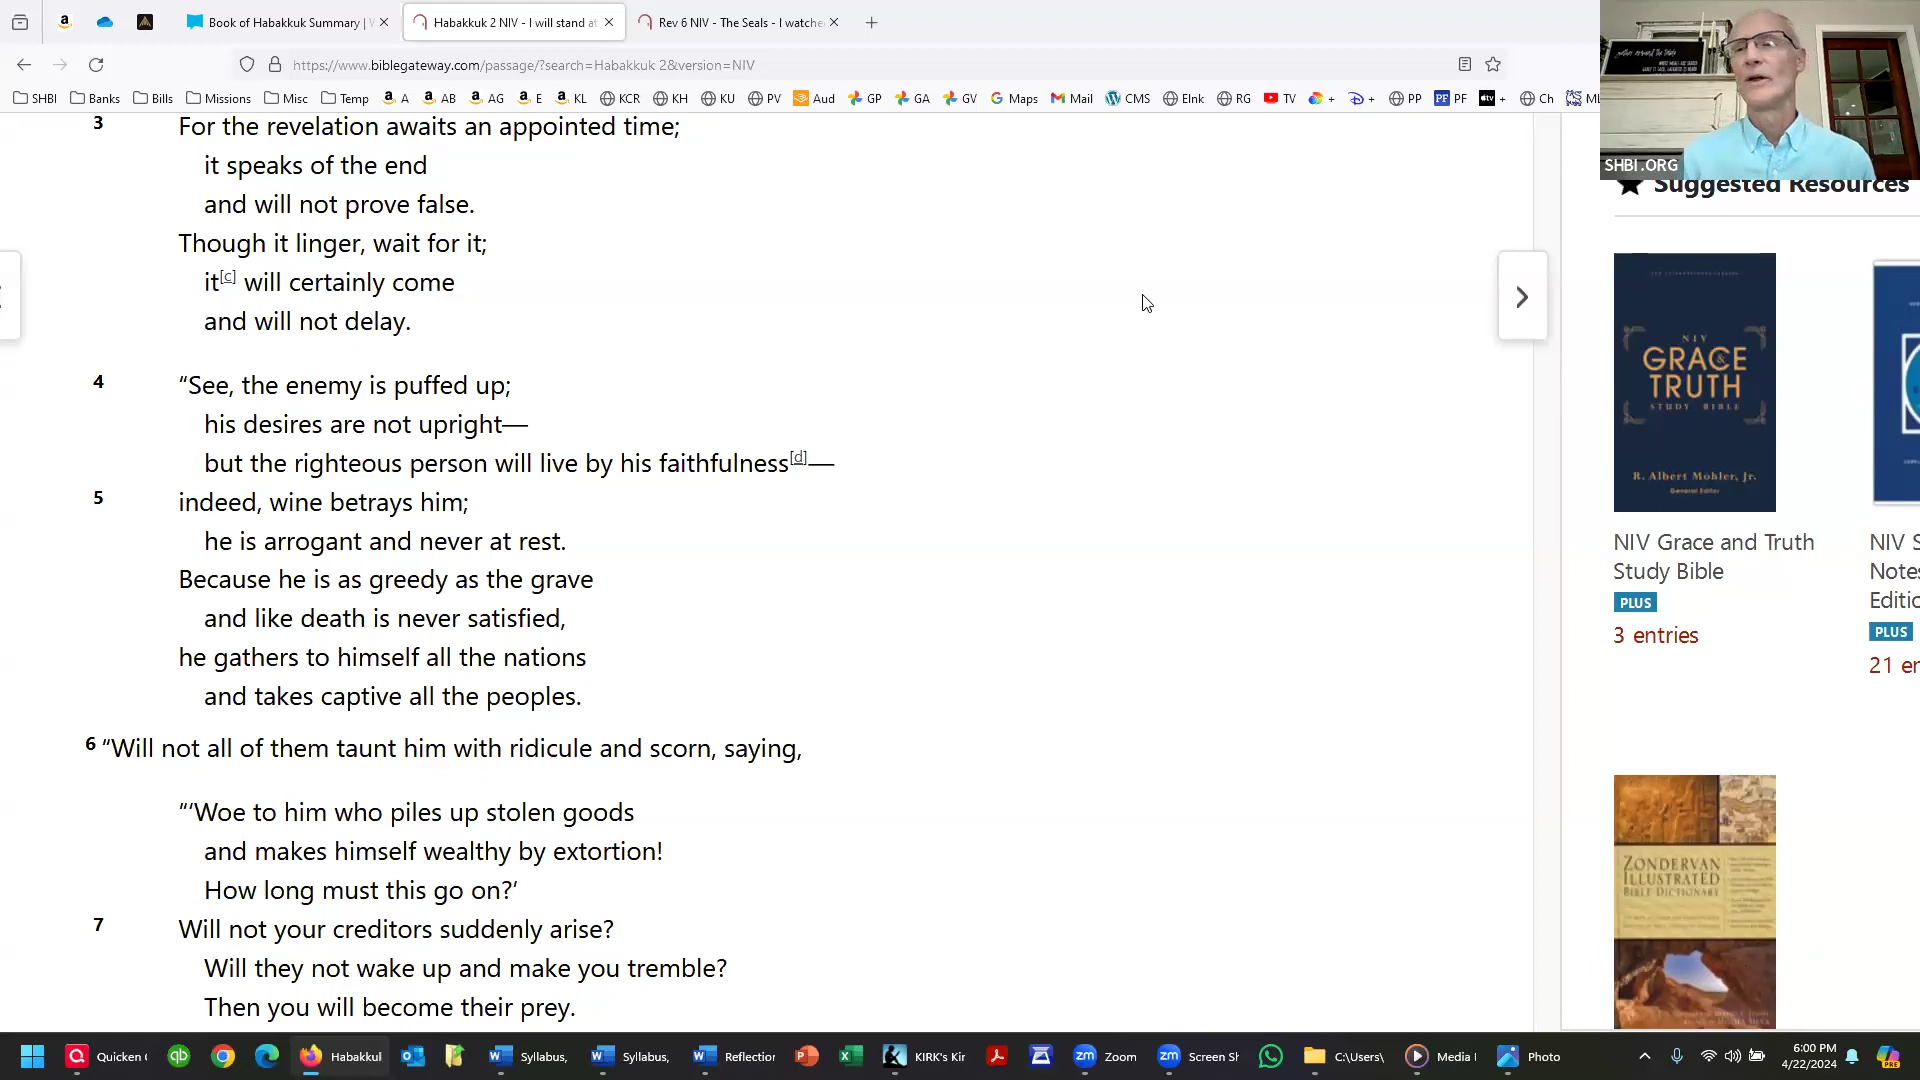 Book of Habakkuk Summary |
Habakkuk 2 NIV - I will stand at
Rev 6 NIV - The Seals - I watche
https://www.biblegateway.com/passage/?search=Habakkuk 2&version=NIV
SHBI Banks Bills Missions Misc Temp A AB AG E KL KCR KH KU PV Aud GP GA GV Maps Mail CMS EInk RG TV + + PP PF + Ch ML
SHBI.ORG
3 For the revelation awaits an appointed time;
it speaks of the end
and will not prove false.
Though it linger, wait for it;
it[c] will certainly come
and will not delay.
4 “See, the enemy is puffed up;
his desires are not upright—
but the righteous person will live by his faithfulness[d]—
5 indeed, wine betrays him;
he is arrogant and never at rest.
Because he is as greedy as the grave
and like death is never satisfied,
he gathers to himself all the nations
and takes captive all the peoples.
6 “Will not all of them taunt him with ridicule and scorn, saying,
“‘Woe to him who piles up stolen goods
and makes himself wealthy by extortion!
How long must this go on?’
7 Will not your creditors suddenly arise?
Will they not wake up and make you tremble?
Then you will become their prey.
Suggested Resources
NIV
GRACE &
TRUTH
STUDY BIBLE
R. Albert Mohler, Jr.
General Editor
NIV Grace and Truth
Study Bible
PLUS
3 entries
NIV S
Notes
Editio
PLUS
21 en
ZONDERVAN
ILLUSTRATED
BIBLE DICTIONARY
Quicken Habakkul Syllabus, Syllabus, Reflection KIRK's Kir Zoom Screen Sh C:\Users\ Media Photo
6:00 PM
4/22/2024